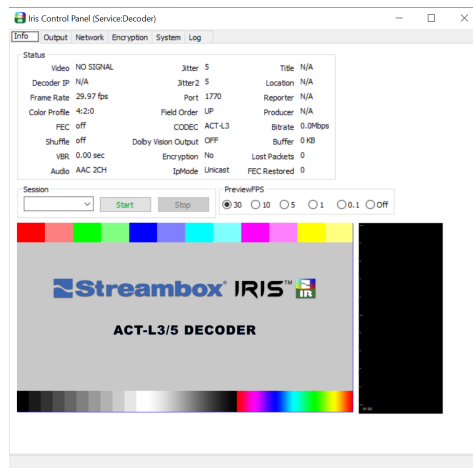 Iris Control Panel (Service:Decoder)
Info Output Network Encryption System Log
Status
Video NO SIGNAL Jitter 5 Title N/A
Decoder IP N/A Jitter2 5 Location N/A
Frame Rate 29.97 fps Port 1770 Reporter N/A
Color Profile 4:2:0 Field Order UP Producer N/A
FEC off CODEC ACT-L3 Bitrate 0.0Mbps
Shuffle off Dolby Vision Output OFF Buffer 0 KB
VBR 0.00 sec Encryption No Lost Packets 0
Audio AAC 2CH IpMode Unicast FEC Restored 0
Session PreviewFPS
Start Stop 30 10 5 1 0.1 Off
Streambox® IRIS™ IR
ACT-L3/5 DECODER